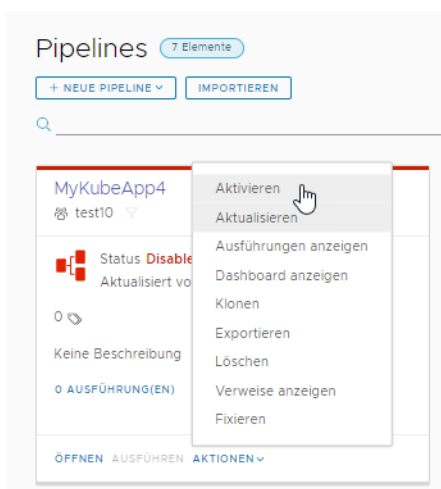 Pipelines 7 Elemente
+ NEUE PIPELINE IMPORTIEREN
MyKubeApp4
test10
Status Disable
Aktualisiert vo
0
Keine Beschreibung
0 AUSFÜHRUNG(EN)
ÖFFNEN AUSFÜHREN AKTIONEN
Aktivieren
Aktualisieren
Ausführungen anzeigen
Dashboard anzeigen
Klonen
Exportieren
Löschen
Verweise anzeigen
Fixieren